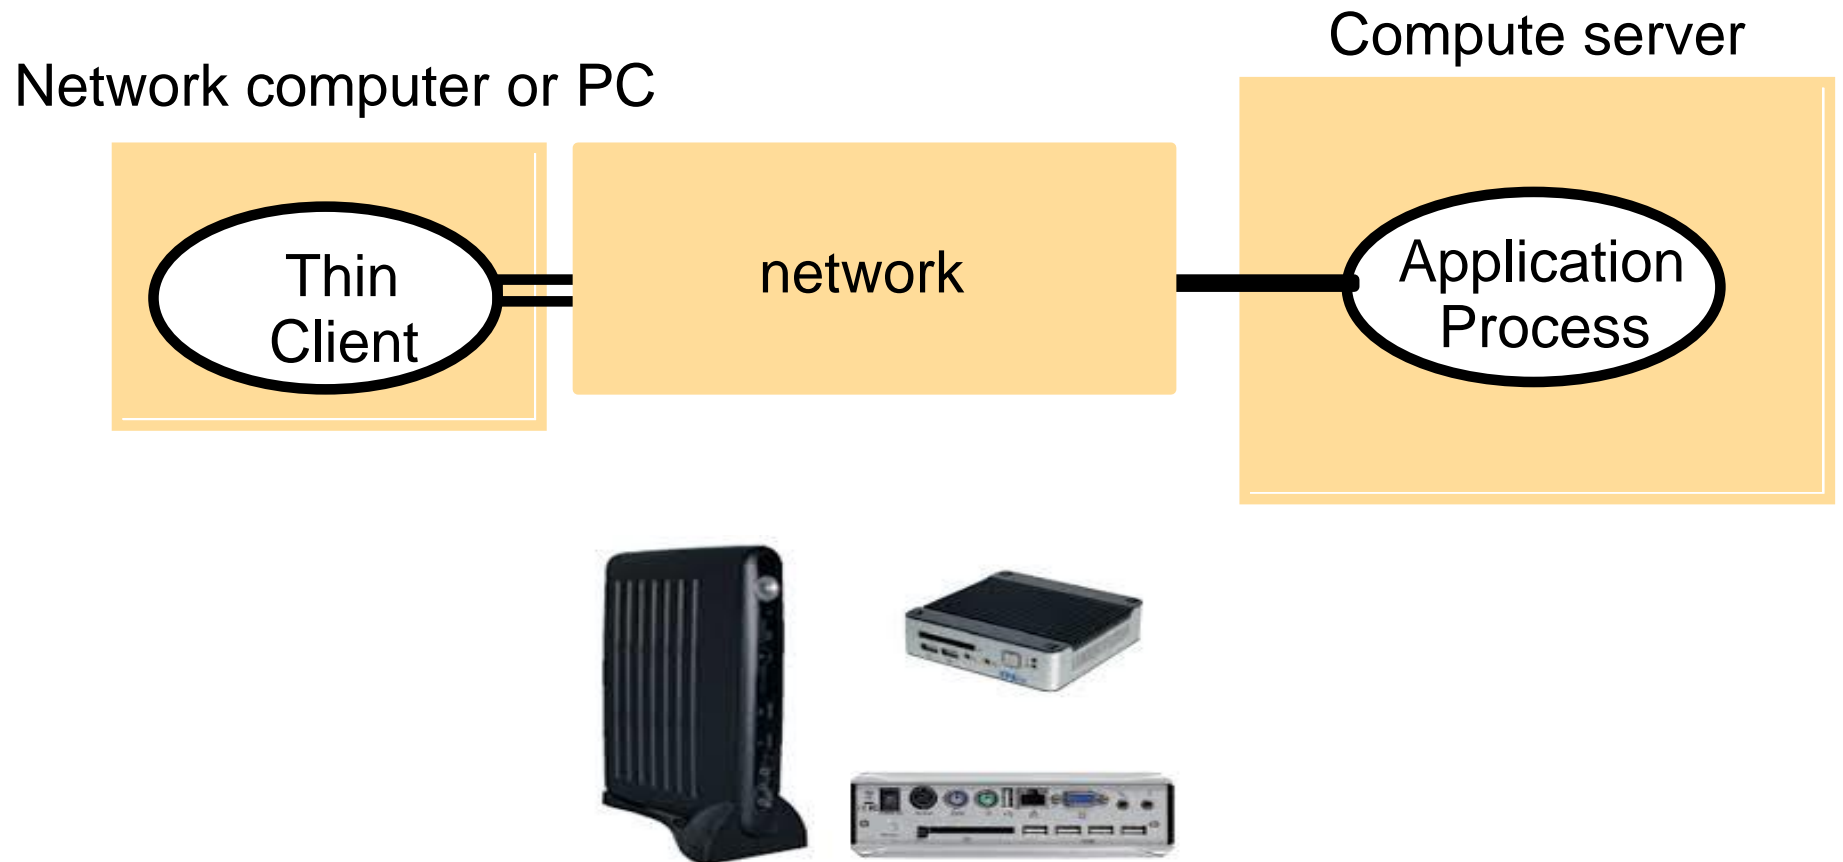 Compute server
Network computer or PC
Thin
Client
network
Application
Process